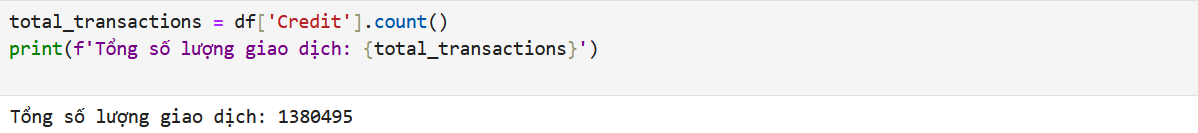 total_transactions = df['Credit'].count()
print(f'Tổng số lượng giao dịch: {total_transactions}')
Tổng số lượng giao dịch: 1380495